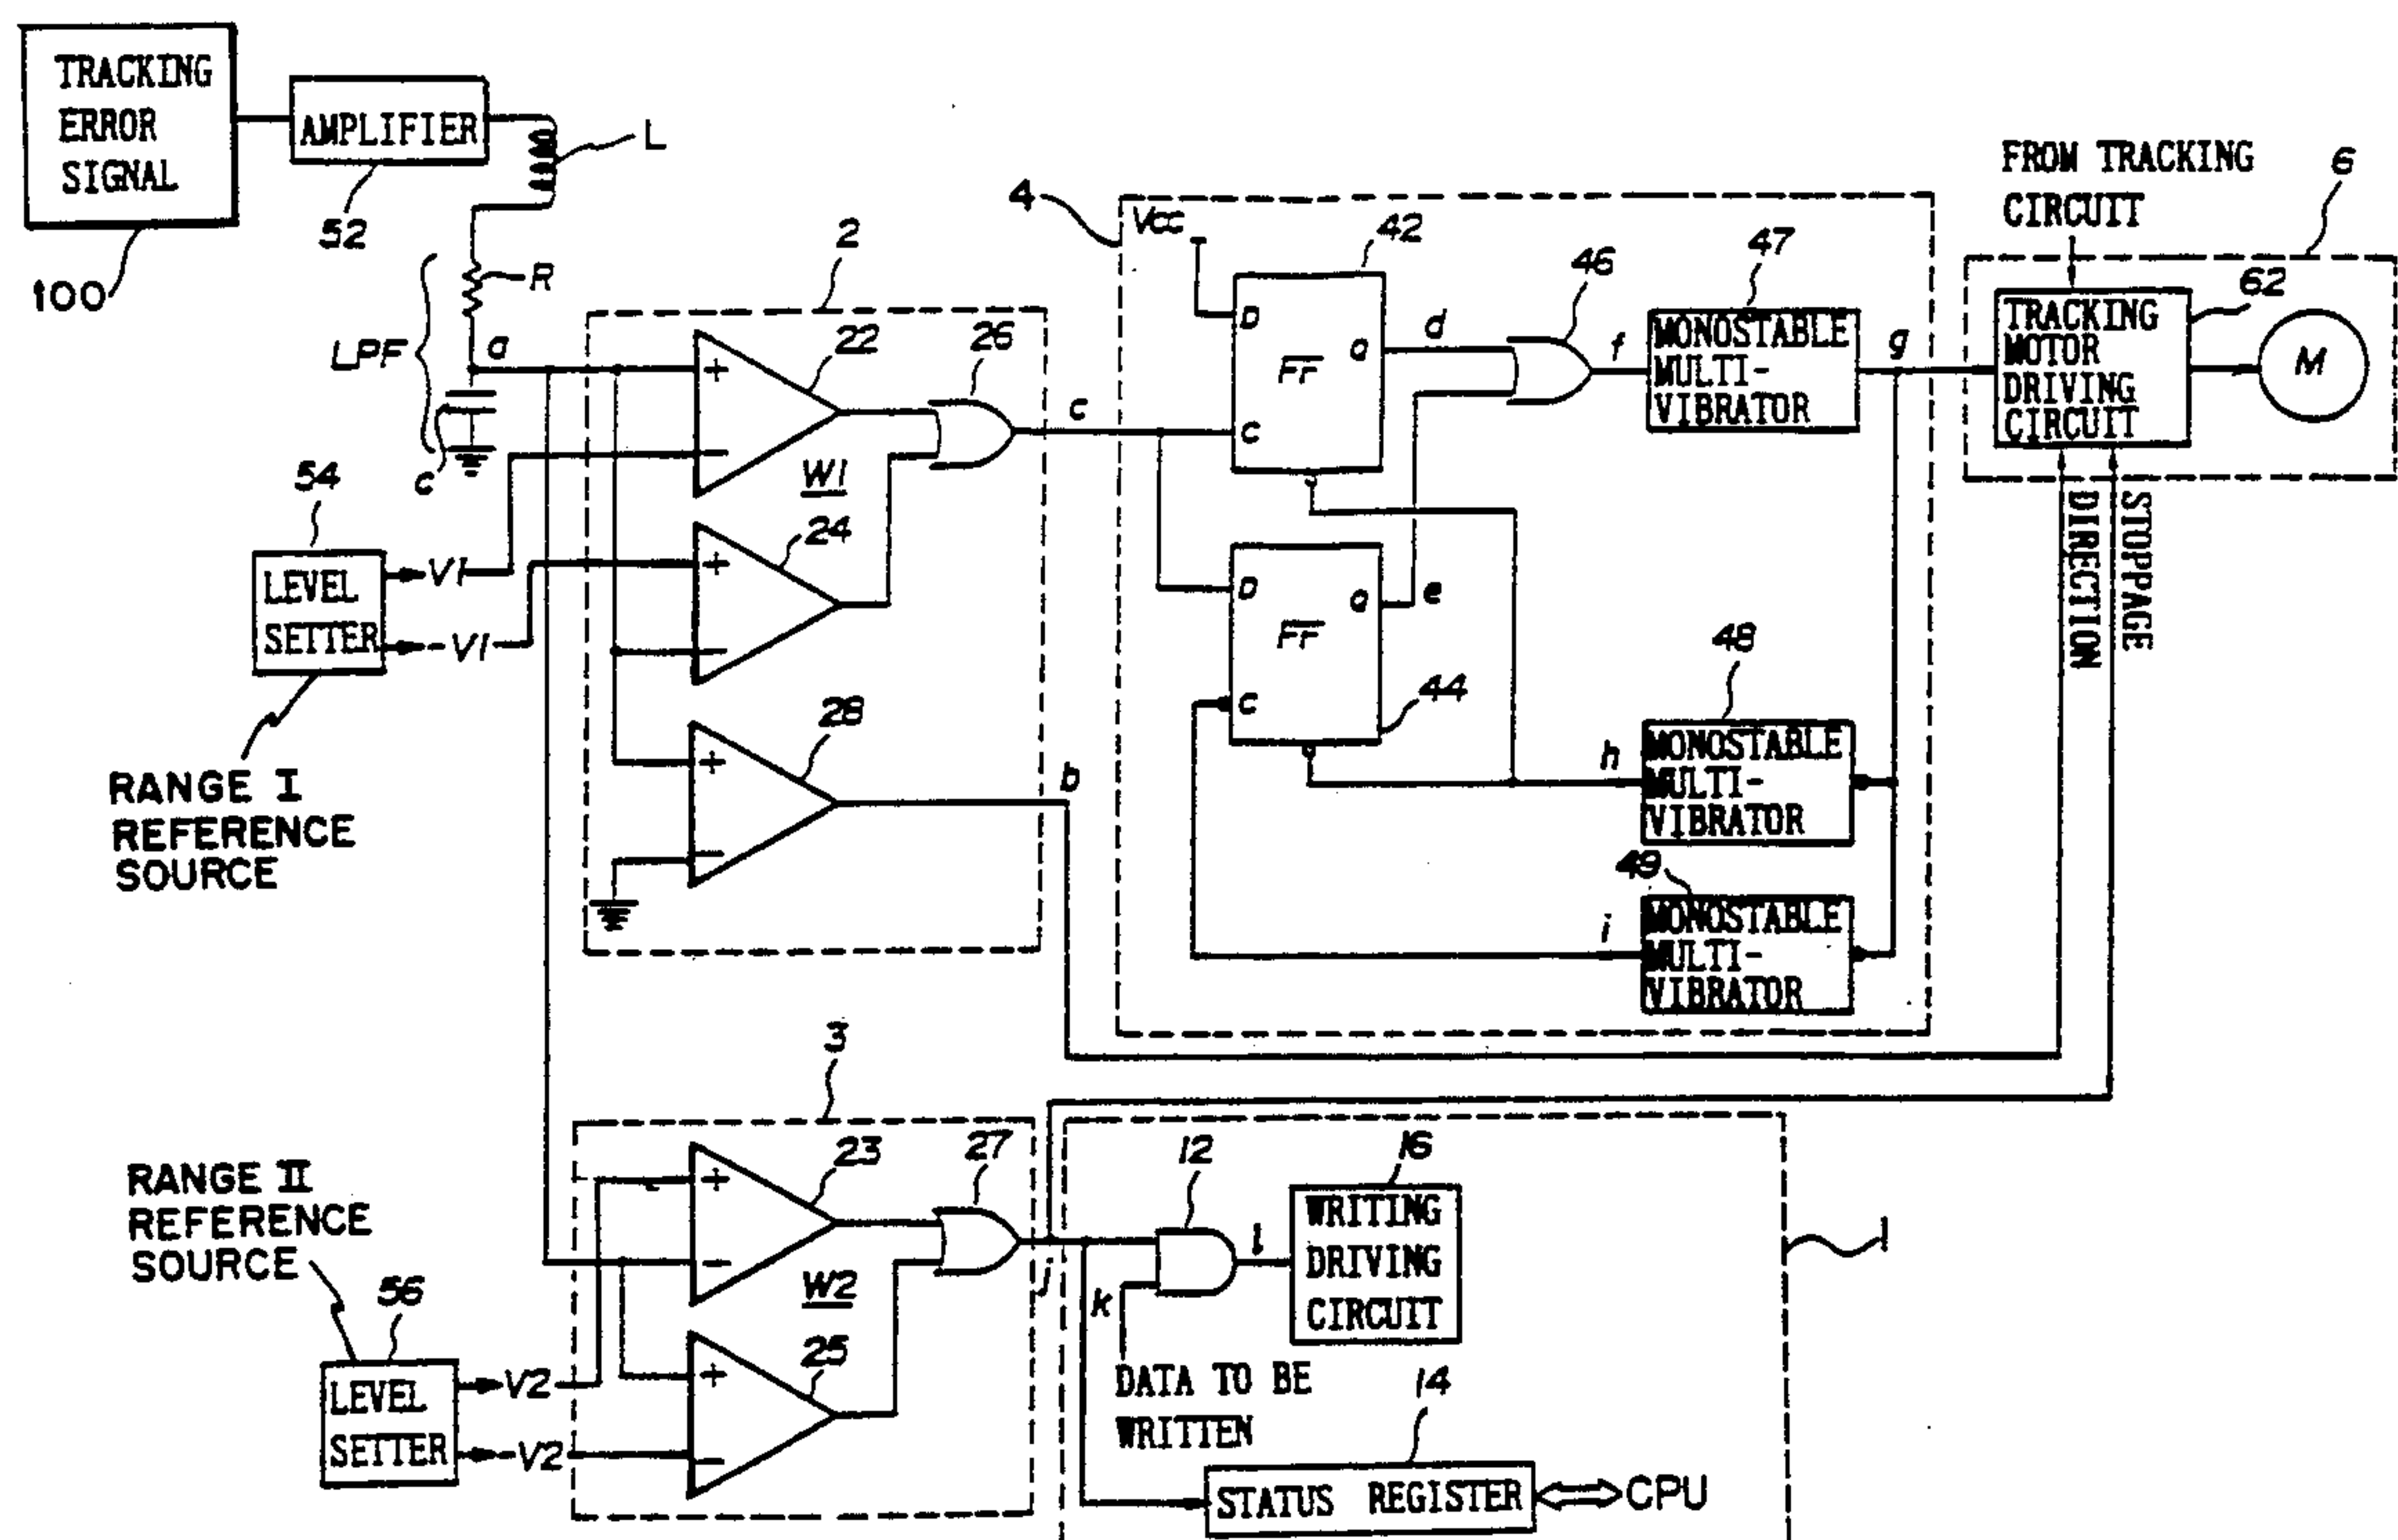 TRACKING
ERROR
SIGNAL
100
AMPLIFIER
52
L
R
LPF
a
c
54
LEVEL
SETTER
V1
-V1
RANGE I
REFERENCE
SOURCE
2
22
+
−
W1
24
+
−
26
28
+
−
c
b
4
Vcc
42
D
Q
FF
C
d
46
f
47
MONOSTABLE
MULTI-
VIBRATOR
g
D
Q
FF
C
e
44
48
MONOSTABLE
MULTI-
VIBRATOR
h
49
MONOSTABLE
MULTI-
VIBRATOR
i
FROM TRACKING
CIRCUIT
6
62
TRACKING
MOTOR
DRIVING
CIRCUIT
M
DIRECTION
STOPPAGE
3
23
+
−
W2
25
+
−
27
j
RANGE II
REFERENCE
SOURCE
56
LEVEL
SETTER
V2
-V2
12
k
l
16
WRITING
DRIVING
CIRCUIT
1
DATA TO BE
WRITTEN
14
STATUS REGISTER
CPU